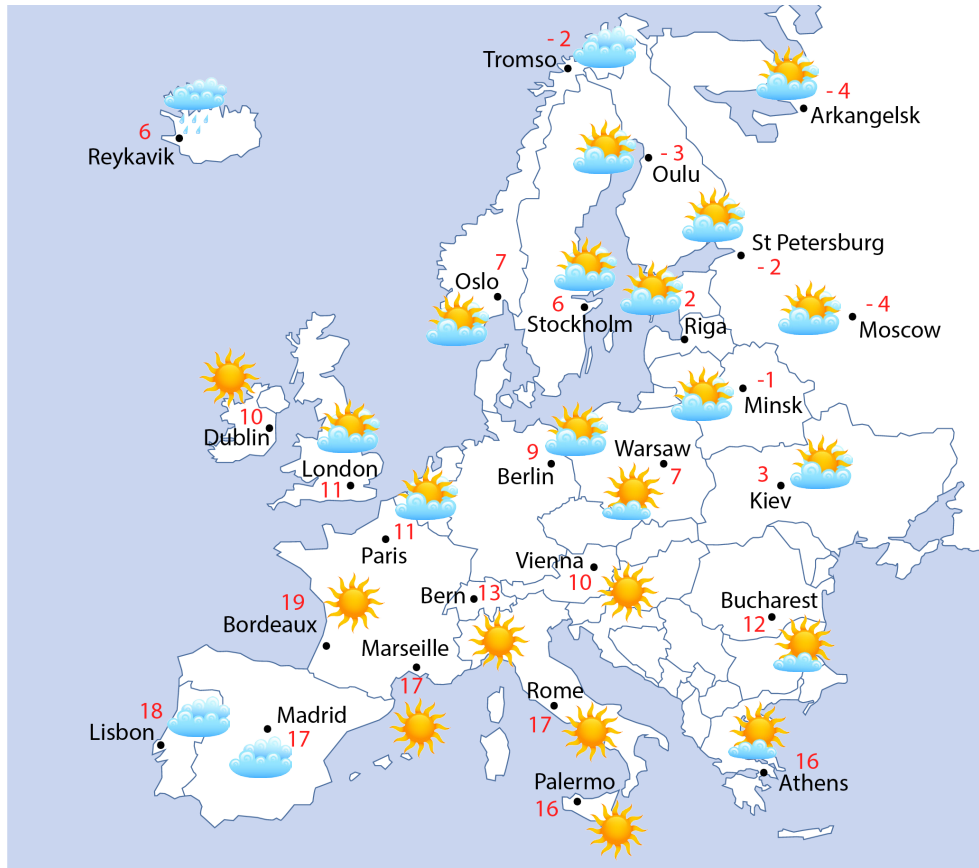 - 2
Tromso
- 4
Arkangelsk
6
Reykavik
- 3
Oulu
St Petersburg
- 2
7
Oslo
6
Stockholm
2
Riga
- 4
Moscow
-1
Minsk
10
Dublin
London
11
9
Berlin
Warsaw
7
3
Kiev
11
Paris
Vienna
10
Bern 13
19
Bordeaux
Bucharest
12
Marseille
17
18
Lisbon
Madrid
17
Rome
17
Palermo
16
16
Athens